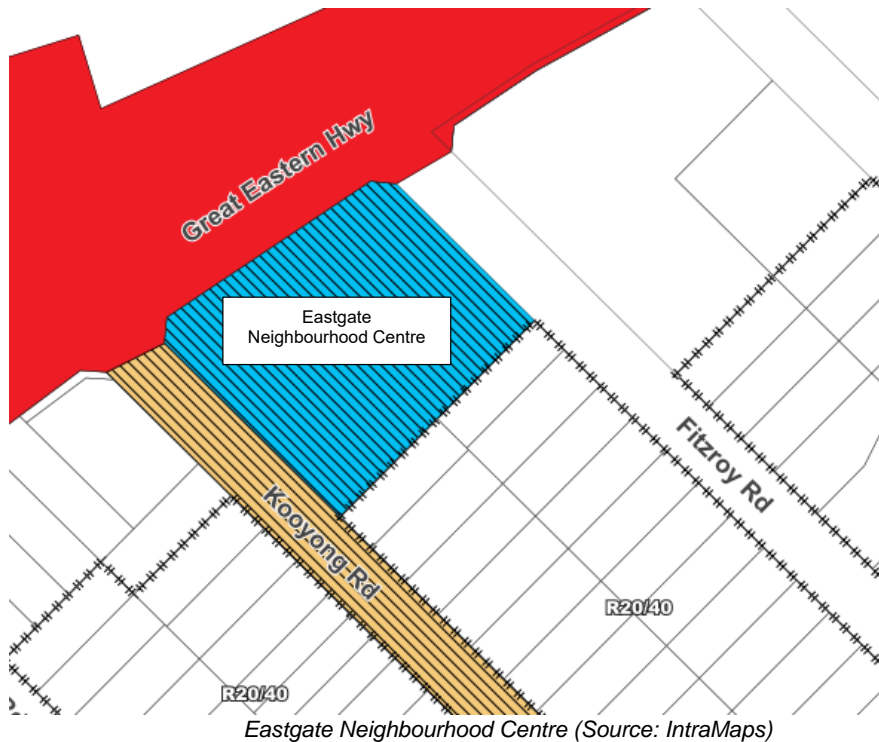 Great Eastern Hwy
Eastgate
Neighbourhood Centre
Fitzroy Rd
Kooyong Rd
R20/40
R20/40
Eastgate Neighbourhood Centre (Source: IntraMaps)